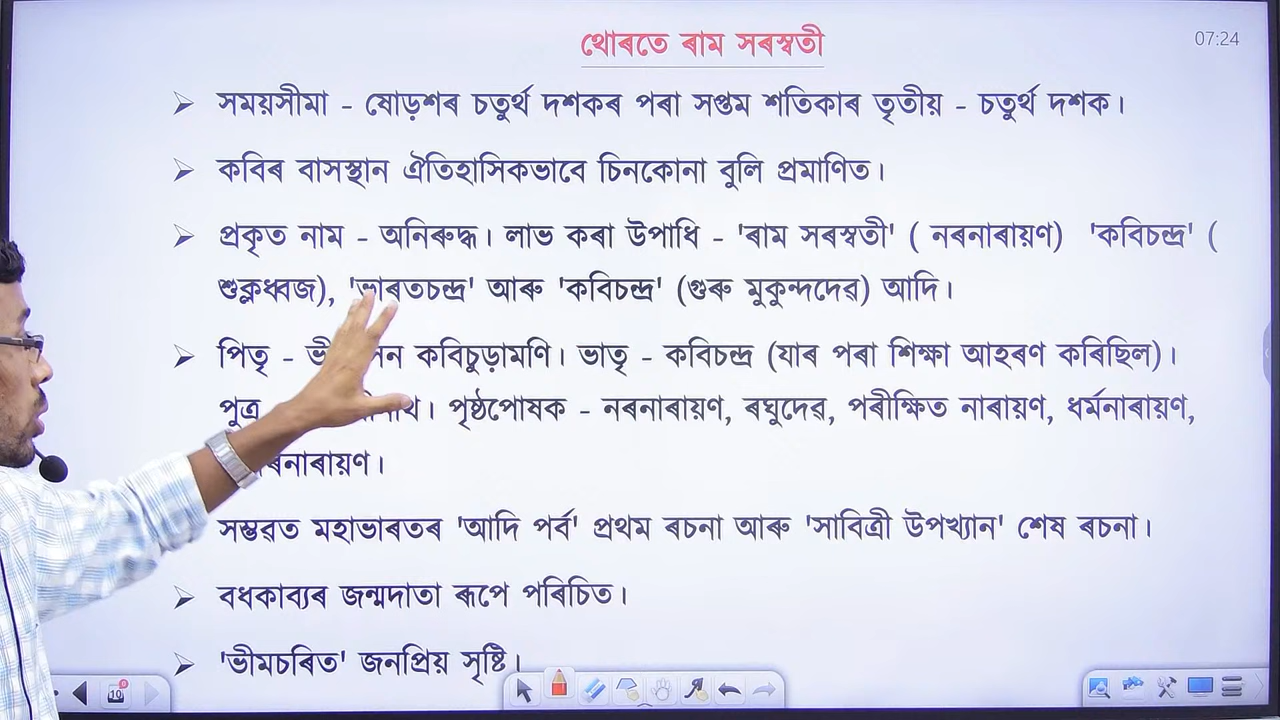 থোৰতে ৰাম সৰস্বতী
07:24
➢ সময়সীমা - ষোড়শৰ চতুৰ্থ দশকৰ পৰা সপ্তম শতিকাৰ তৃতীয় - চতুৰ্থ দশক।
➢ কবিৰ বাসস্থান ঐতিহাসিকভাবে চিনকোনা বুলি প্ৰমাণিত।
➢ প্ৰকৃত নাম - অনিৰুদ্ধ। লাভ কৰা উপাধি - 'ৰাম সৰস্বতী' ( নৰনাৰায়ণ) 'কবিচন্দ্ৰ' (
শুক্লধ্বজ), 'ভাৰতচন্দ্ৰ' আৰু 'কবিচন্দ্ৰ' (গুৰু মুকুন্দদেৱ) আদি।
➢ পিতৃ - কবিচুড়ামণি। ভাতৃ - কবিচন্দ্ৰ (যাৰ পৰা শিক্ষা আহৰণ কৰিছিল)।
পুত্ৰ পৃষ্ঠপোষক - নৰনাৰায়ণ, ৰঘুদেৱ, পৰীক্ষিত নাৰায়ণ, ধৰ্মনাৰায়ণ,
সম্ভৱত মহাভাৰতৰ 'আদি পৰ্ব' প্ৰথম ৰচনা আৰু 'সাবিত্ৰী উপখ্যান' শেষ ৰচনা।
➢ বধকাব্যৰ জন্মদাতা ৰূপে পৰিচিত।
➢ 'ভীমচৰিত' জনপ্ৰিয় সৃষ্টি।
10